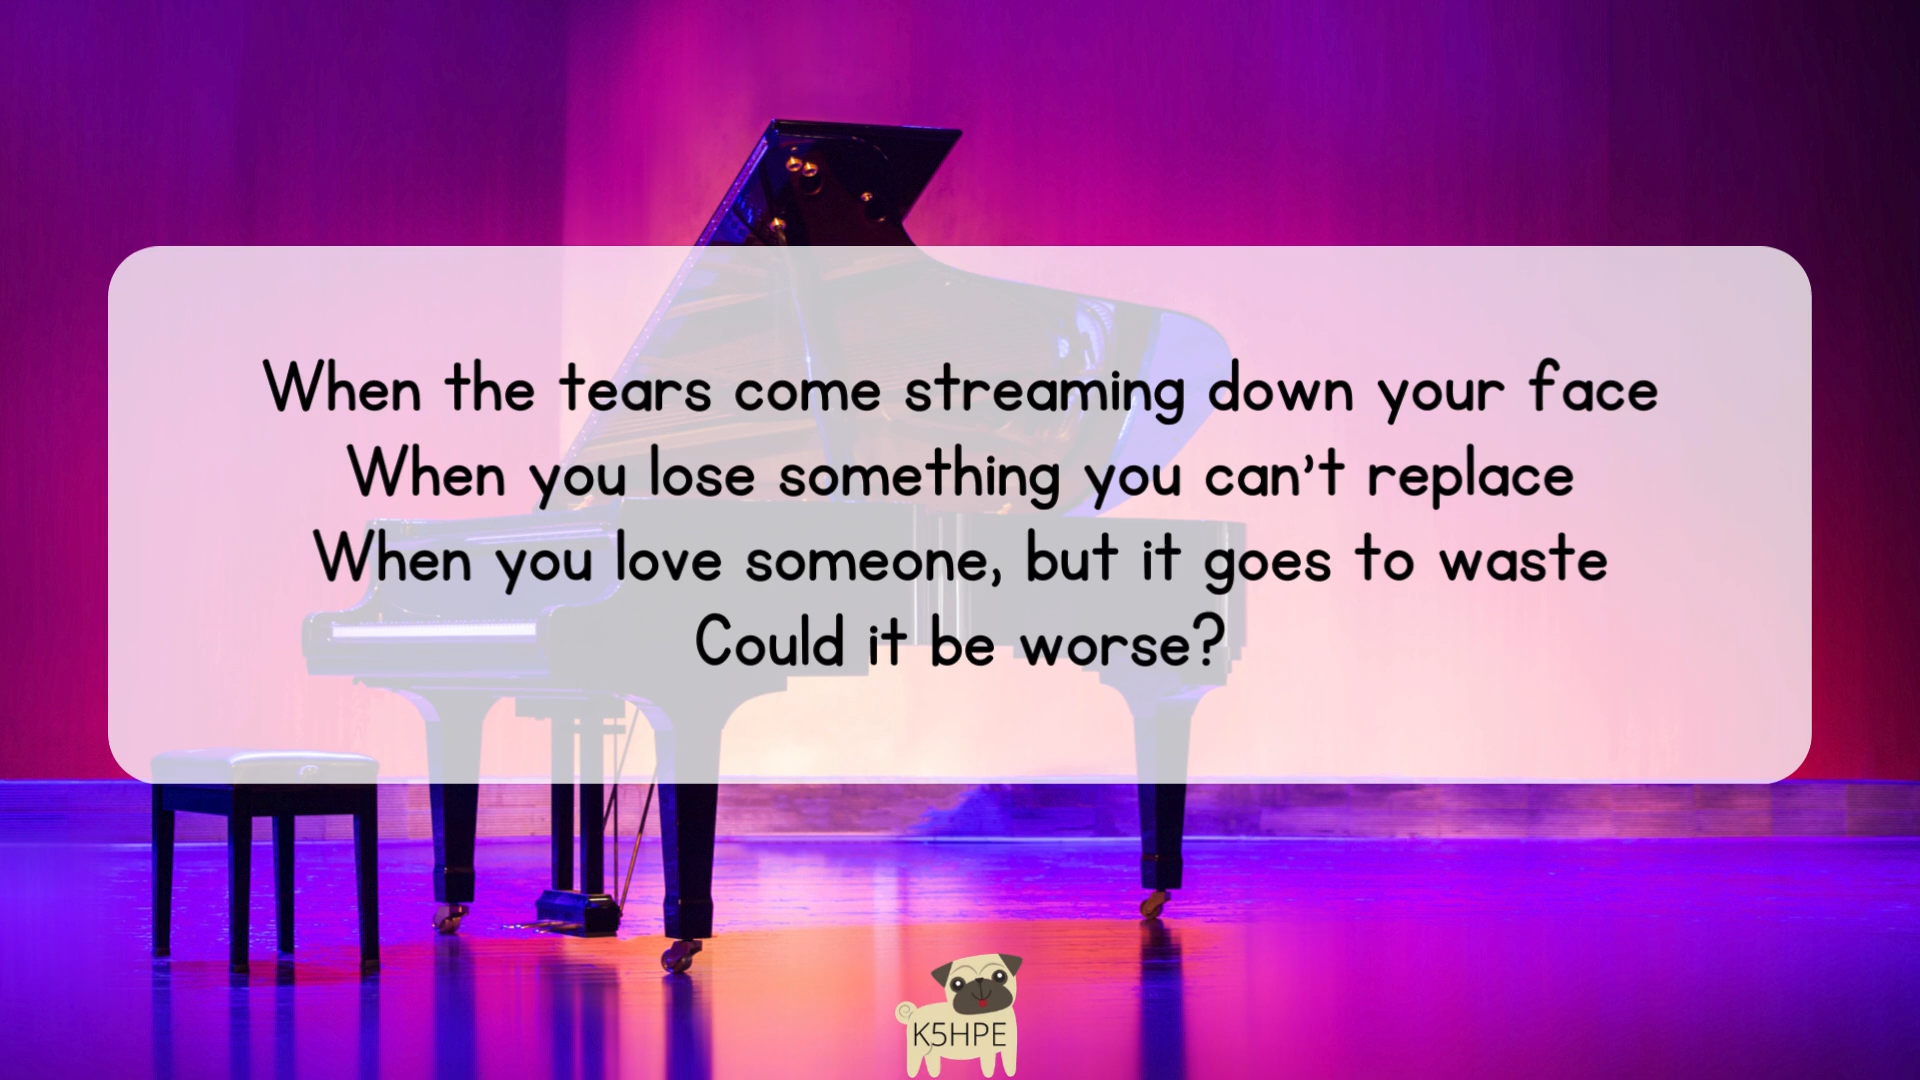 When the tears come streaming down your face
When you lose something you can't replace
When you love someone, but it goes to waste
Could it be worse?
K5HPE